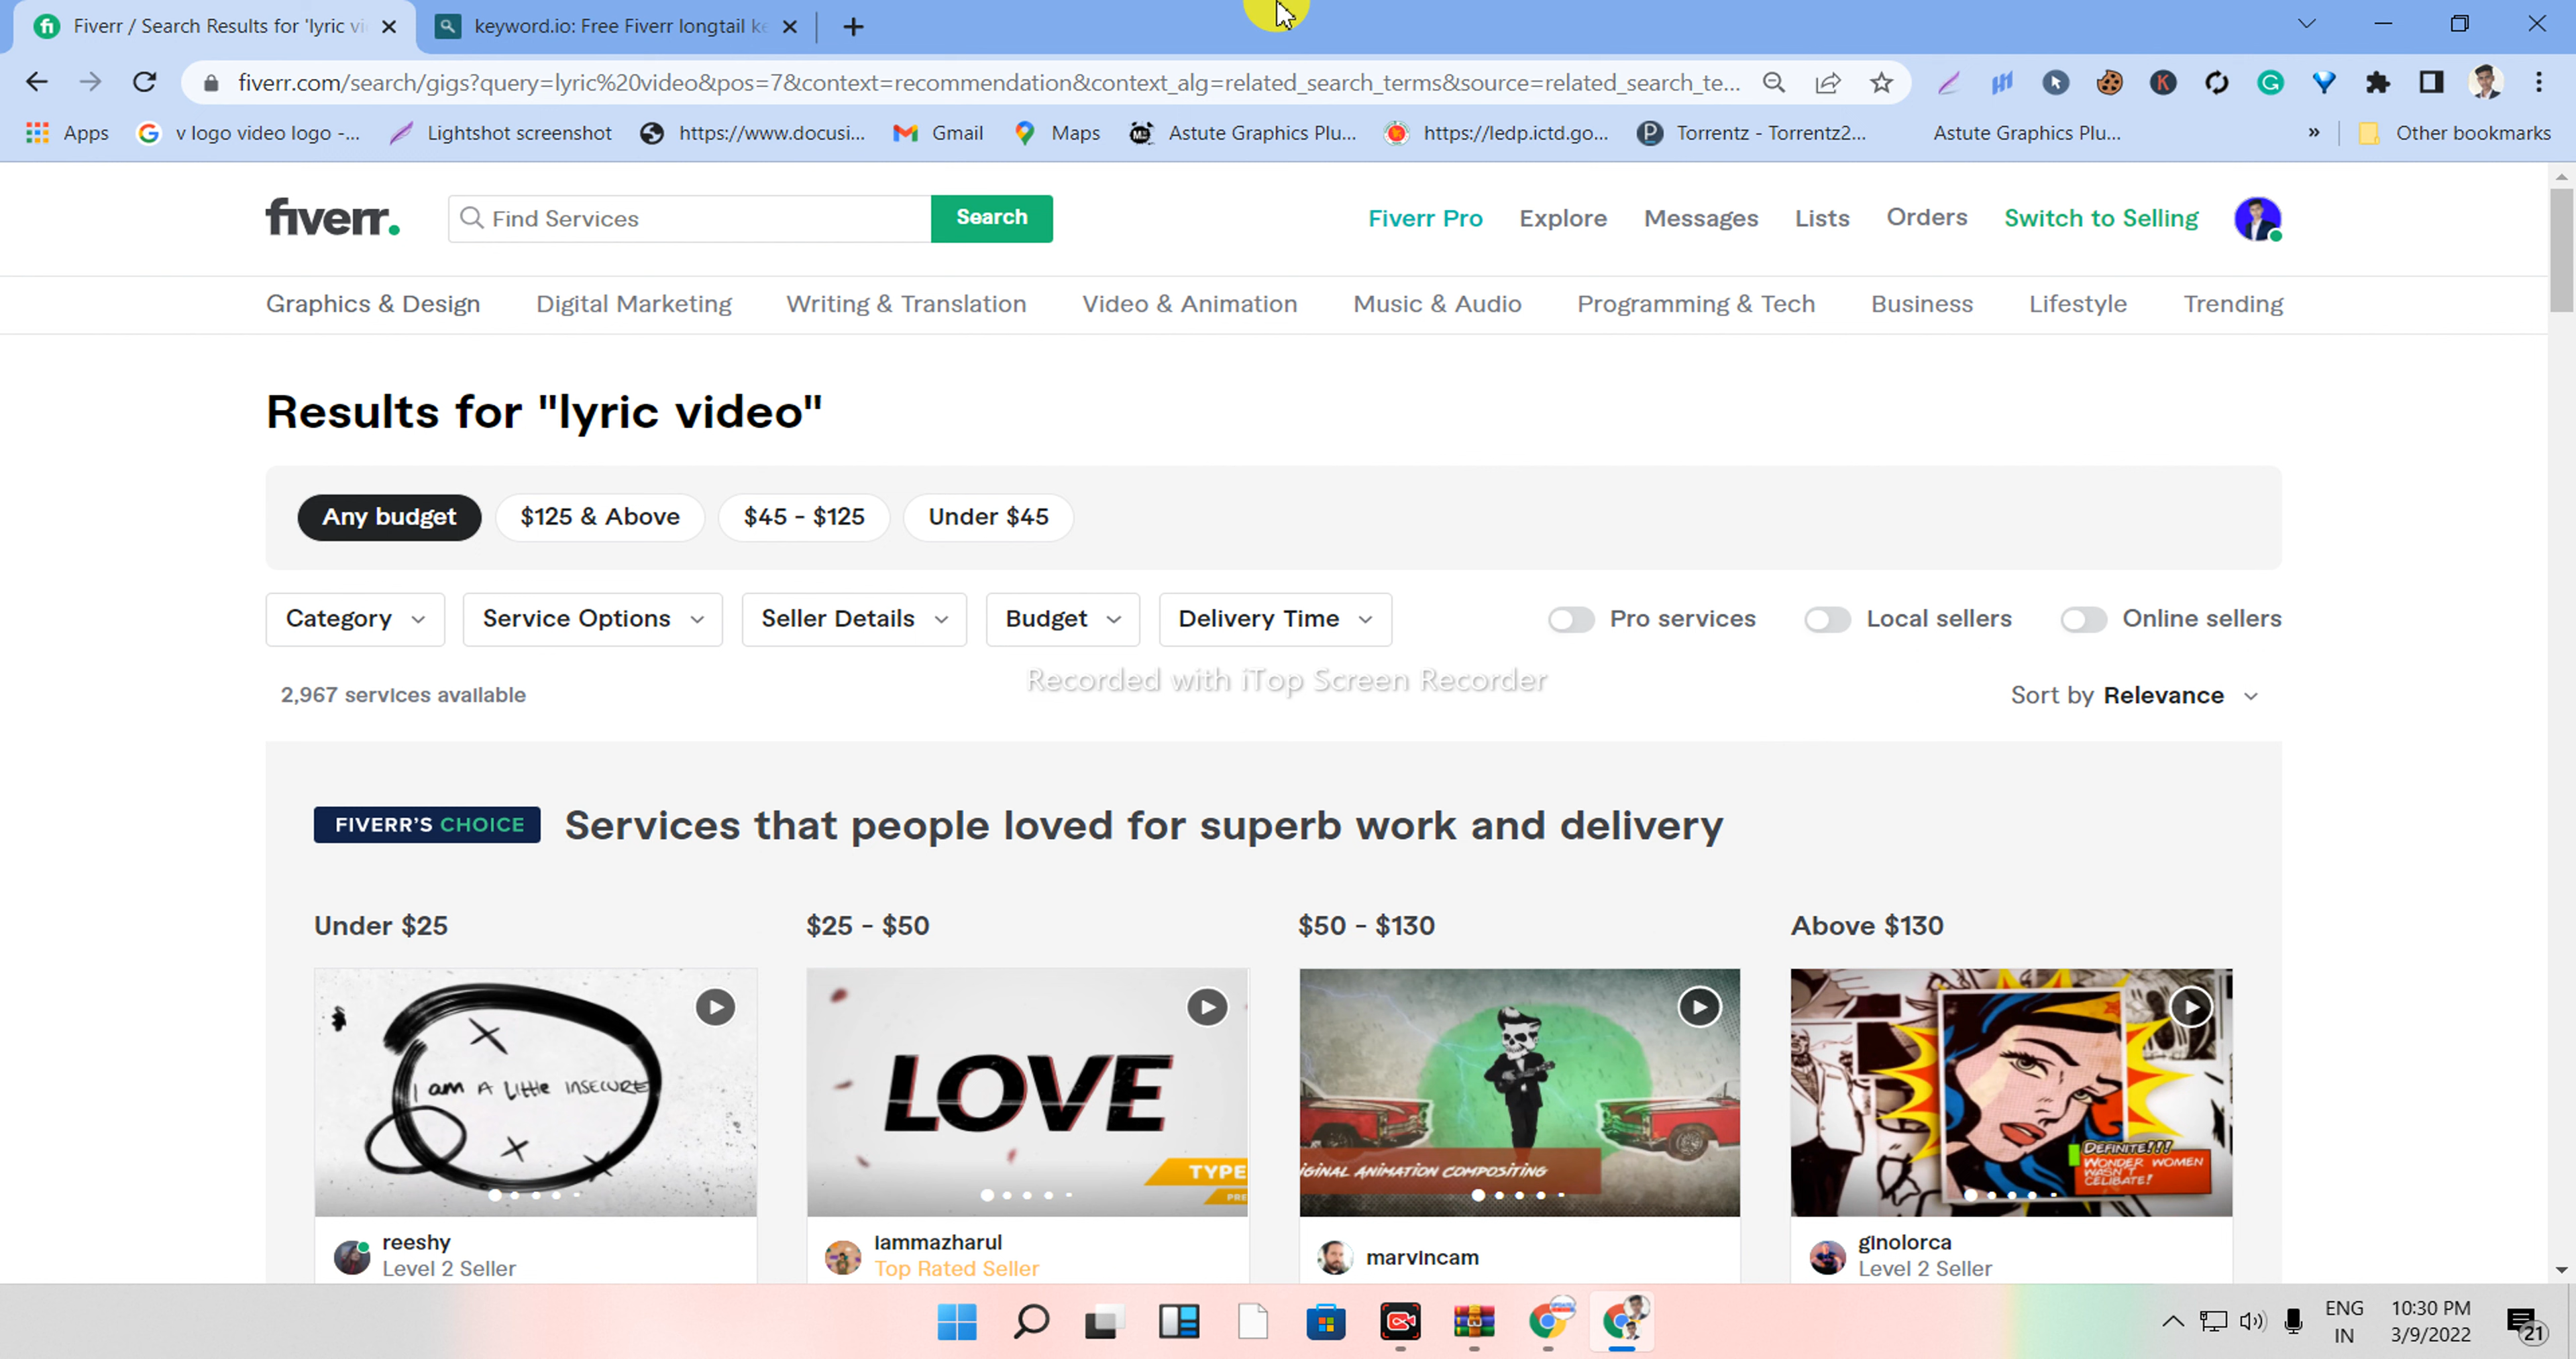 Fiverr / Search Results for 'lyric vi
keyword.io: Free Fiverr longtail ke
fiverr.com/search/gigs?query=lyric%20video&pos=7&context=recommendation&context_alg=related_search_terms&source=related_search_te...
Apps
v logo video logo -...
Lightshot screenshot
https://www.docusi...
Gmail
Maps
Astute Graphics Plu...
https://ledp.ictd.go...
Torrentz - Torrentz2...
Astute Graphics Plu...
»
Other bookmarks
fiverr.
Find Services
Search
Fiverr Pro
Explore
Messages
Lists
Orders
Switch to Selling
Graphics & Design
Digital Marketing
Writing & Translation
Video & Animation
Music & Audio
Programming & Tech
Business
Lifestyle
Trending
Results for "lyric video"
Any budget
$125 & Above
$45 - $125
Under $45
Category
Service Options
Seller Details
Budget
Delivery Time
Pro services
Local sellers
Online sellers
Recorded with iTop Screen Recorder
2,967 services available
Sort by Relevance
FIVERR'S CHOICE
Services that people loved for superb work and delivery
Under $25
$25 - $50
$50 - $130
Above $130
I am A LittLe INSECURE
LOVE
TYPE
PRE
IGINAL ANIMATION COMPOSITING
DEFINITE!!!
WONDER WOMEN
WASN'T
CELIBATE!
reeshy
Level 2 Seller
iammazharul
Top Rated Seller
marvincam
ginolorca
Level 2 Seller
ENG
IN
10:30 PM
3/9/2022
21